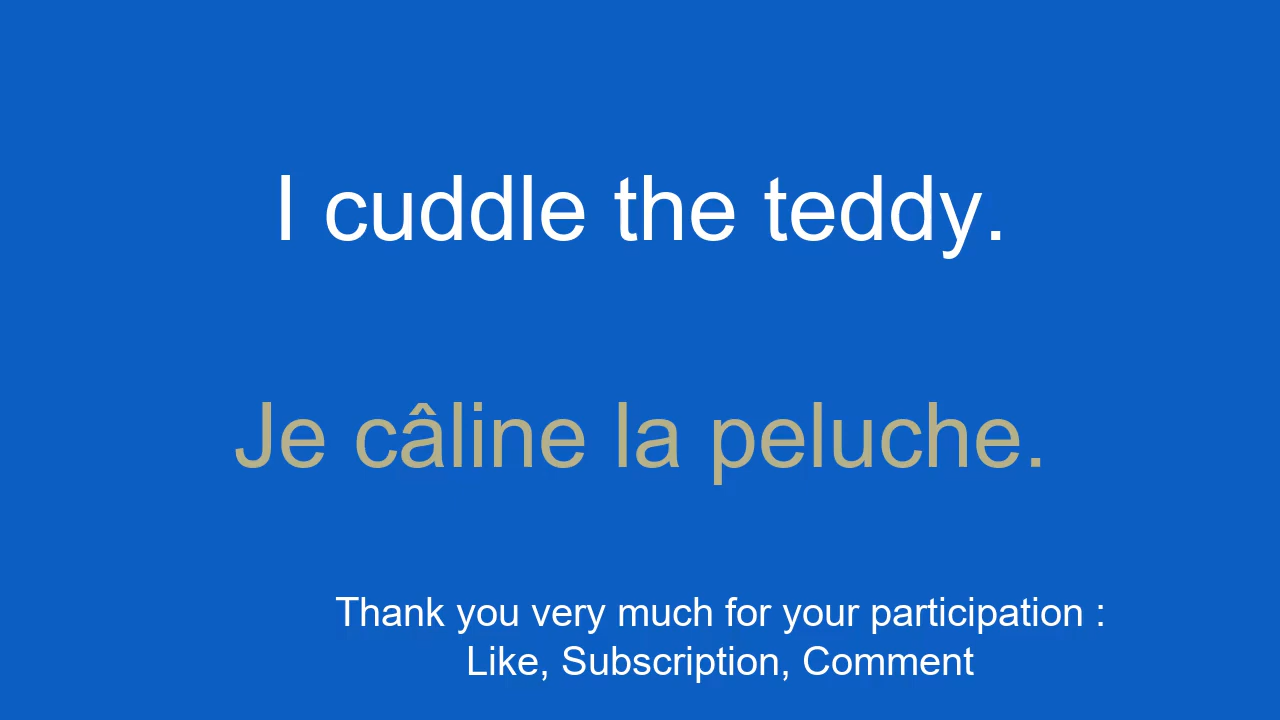 I cuddle the teddy.
Je câline la peluche.
Thank you very much for your participation :
Like, Subscription, Comment